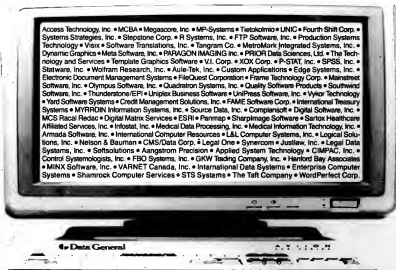 Access Technology, Inc. • MCBA • Megascore, Inc. • MP-Systems • Tietokolmio • UNIC • Fourth Shift Corp. •
Systems Strategies, Inc. • Stepstone Corp. • R Systems, Inc. • FTP Software, Inc. • Production Systems
Technology • Visix • Software Translations, Inc. • Tangram Co. • MetroMark Integrated Systems, Inc. •
Dynamic Graphics • Meta Software, Inc. • PARAGON IMAGING Inc. • PRIOR Data Sciences, Ltd. • The Tech-
nology and Services • Template Graphics Software • V.I. Corp. • XOX Corp. • P-STAT, Inc. • SPSS, Inc. •
Statware, Inc. • Wolfram Research, Inc. • Aule-Tek, Inc. • Custom Applications • Edge Systems, Inc. •
Electronic Document Management Systems • FileQuest Corporation • Frame Technology Corp. • Mainstreet
Software, Inc. • Olympus Software, Inc. • Quadratron Systems, Inc. • Quality Software Products • Southwind
Software, Inc. • Thunderstone/EPI • Uniplex Business Software • UniPress Software, Inc. • Vykor Technology
• Yard Software Systems • Credit Management Solutions, Inc. • FAME Software Corp. • International Treasury
Systems • MYRRDIN Information Systems, Inc. • Source Data, Inc. • Complansoft • Digital Software, Inc. •
MCS Racal Redac • Digital Matrix Services • ESRI • Panmap • SharpImage Software • Sartox Healthcare
Affiliated Services, Inc. • Infostat, Inc. • Medical Data Processing, Inc. • Medical Information Technology, Inc. •
Armada Software, Inc. • International Computer Resources • L&L Computer Systems, Inc. • Logical Solu-
tions, Inc. • Nelson & Bauman • CMS/Data Corp. • Legal One • Synercom • Justlaw, Inc. • Legal Data
Systems, Inc. • Softsolutions • Aangstrom Precision • Applied System Technology • CIMPAC, Inc. •
Control Systemologists, Inc. • FBO Systems, Inc. • GKW Trading Company, Inc. • Hanford Bay Associates
• MINX Software, Inc. • VARNET Canada, Inc. • International Data Systems • Enterprise Computer
Systems • Shamrock Computer Services • STS Systems • The Taft Company • WordPerfect Corp.
Data General
AViiON